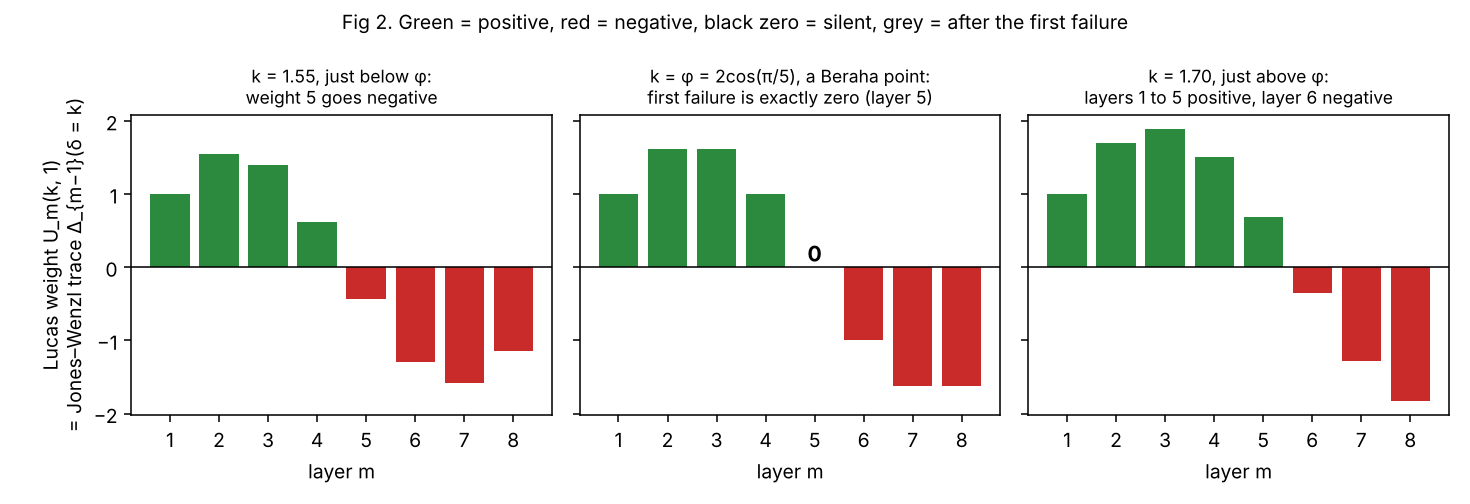 Fig 2. Green = positive, red = negative, black zero = silent, grey = after the first failure
k = 1.55, just below φ:
weight 5 goes negative
k = φ = 2cos(π/5), a Beraha point:
first failure is exactly zero (layer 5)
k = 1.70, just above φ:
layers 1 to 5 positive, layer 6 negative
Lucas weight U_m(k, 1)
= Jones–Wenzl trace Δ_{m−1}(δ = k)
2
1
0
−1
−2
0
1 2 3 4 5 6 7 8
1 2 3 4 5 6 7 8
1 2 3 4 5 6 7 8
layer m
layer m
layer m